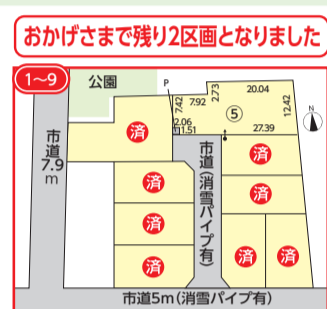 おかげさまで残り2区画となりました
1~9
公園
P
7.42
7.92
2.73
20.04
12.42
⑤
2.06
1.51
27.39
済
済
済
済
済
済
済
済
市道7.9m
市道(消雪パイプ有)
市道5m(消雪パイプ有)